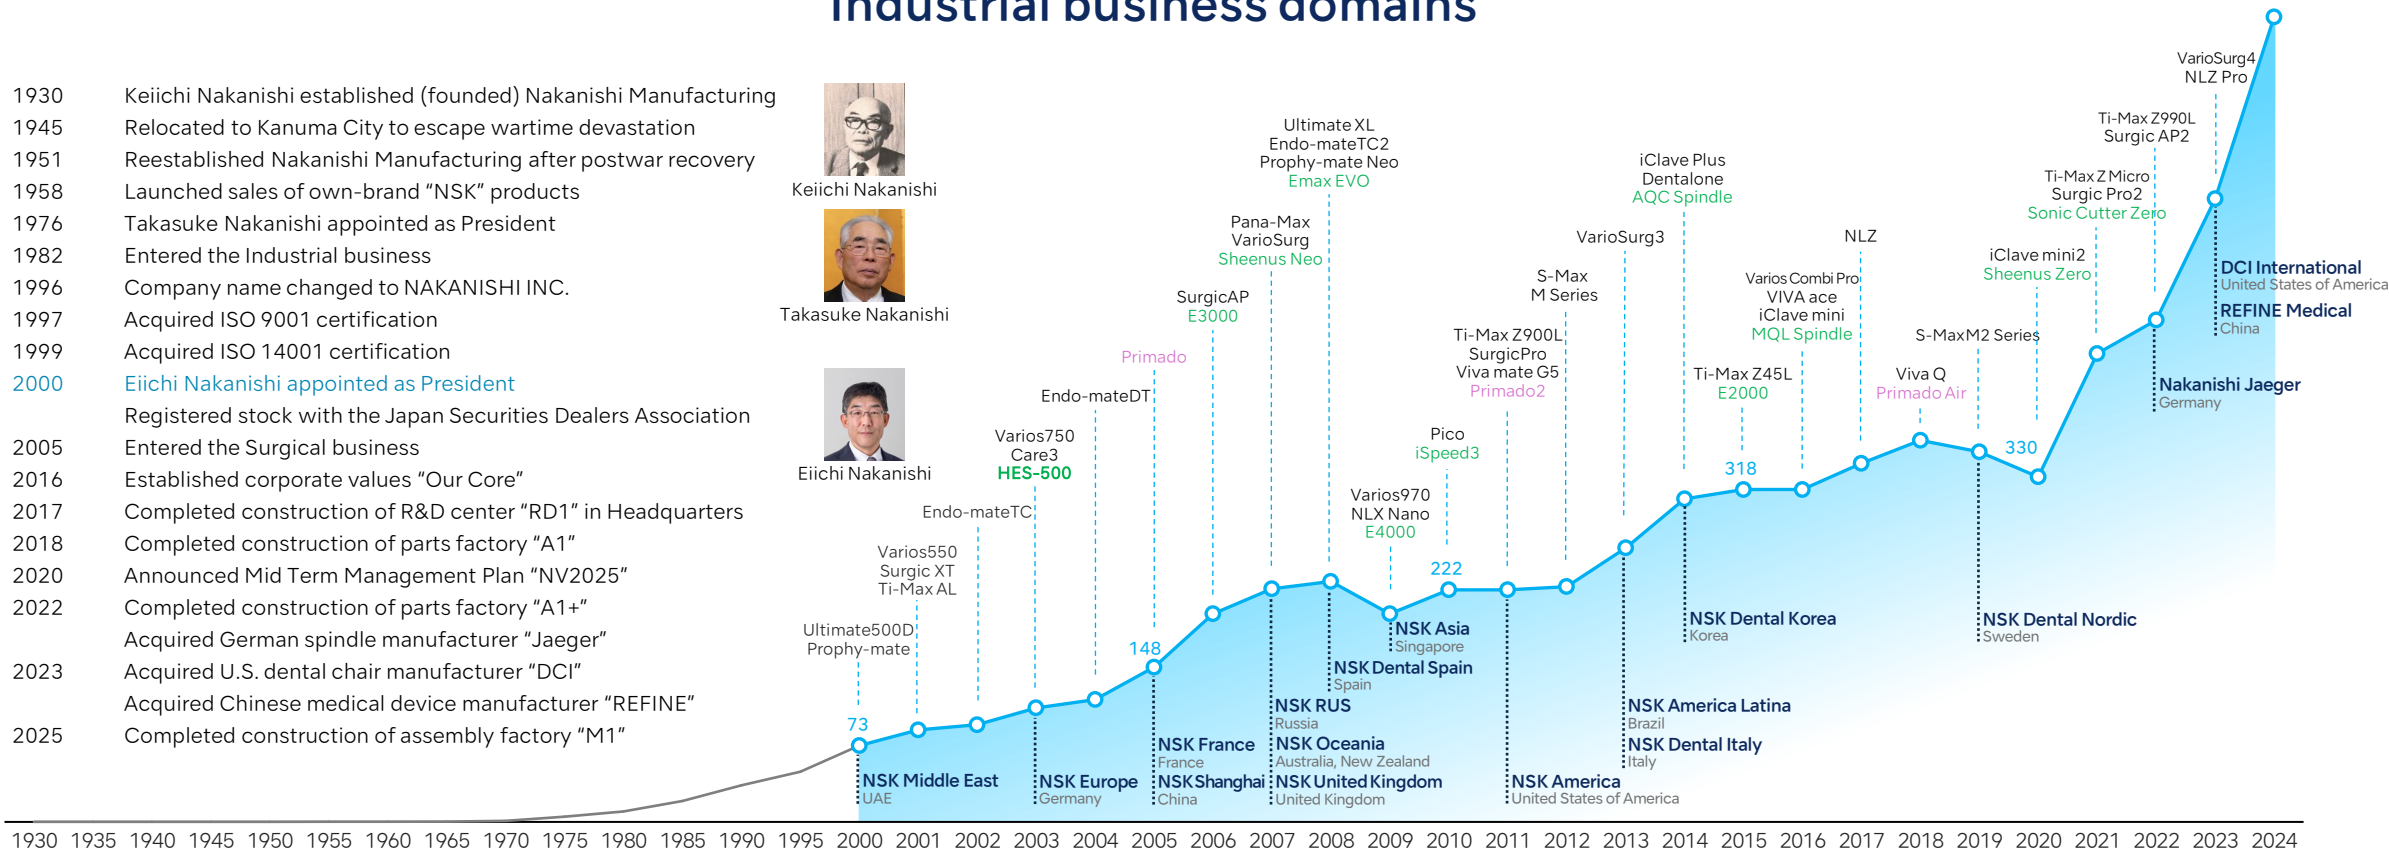 Industrial business domains
1930 Keiichi Nakanishi established (founded) Nakanishi Manufacturing
1945 Relocated to Kanuma City to escape wartime devastation
1951 Reestablished Nakanishi Manufacturing after postwar recovery
1958 Launched sales of own-brand “NSK” products
1976 Takasuke Nakanishi appointed as President
1982 Entered the Industrial business
1996 Company name changed to NAKANISHI INC.
1997 Acquired ISO 9001 certification
1999 Acquired ISO 14001 certification
2000 Eiichi Nakanishi appointed as President
Registered stock with the Japan Securities Dealers Association
2005 Entered the Surgical business
2016 Established corporate values “Our Core”
2017 Completed construction of R&D center “RD1” in Headquarters
2018 Completed construction of parts factory “A1”
2020 Announced Mid Term Management Plan “NV2025”
2022 Completed construction of parts factory “A1+”
Acquired German spindle manufacturer “Jaeger”
2023 Acquired U.S. dental chair manufacturer “DCI”
Acquired Chinese medical device manufacturer “REFINE”
2025 Completed construction of assembly factory “M1”
Keiichi Nakanishi
Takasuke Nakanishi
Eiichi Nakanishi
Ultimate500D
Prophy-mate
73
NSK Middle East
UAE
Varios550
Surgic XT
Ti-Max AL
Endo-mateTC
Varios750
Care3
HES-500
NSK Europe
Germany
Endo-mateDT
Primado
148
NSK France
France
NSK Shanghai
China
SurgicAP
E3000
Pana-Max
VarioSurg
Sheenus Neo
NSK RUS
Russia
NSK Oceania
Australia, New Zealand
NSK United Kingdom
United Kingdom
Ultimate XL
Endo-mateTC2
Prophy-mate Neo
Emax EVO
NSK Dental Spain
Spain
Varios970
NLX Nano
E4000
NSK Asia
Singapore
Pico
iSpeed3
222
Ti-Max Z900L
SurgicPro
Viva mate G5
Primado2
NSK America
United States of America
S-Max
M Series
VarioSurg3
NSK America Latina
Brazil
NSK Dental Italy
Italy
iClave Plus
Dentalone
AQC Spindle
NSK Dental Korea
Korea
Ti-Max Z45L
E2000
318
Varios Combi Pro
VIVA ace
iClave mini
MQL Spindle
NLZ
Viva Q
Primado Air
S-MaxM2 Series
NSK Dental Nordic
Sweden
iClave mini2
Sheenus Zero
330
Ti-Max Z Micro
Surgic Pro2
Sonic Cutter Zero
Ti-Max Z990L
Surgic AP2
Nakanishi Jaeger
Germany
VarioSurg4
NLZ Pro
DCI International
United States of America
REFINE Medical
China
1930 1935 1940 1945 1950 1955 1960 1965 1970 1975 1980 1985 1990 1995 2000 2001 2002 2003 2004 2005 2006 2007 2008 2009 2010 2011 2012 2013 2014 2015 2016 2017 2018 2019 2020 2021 2022 2023 2024